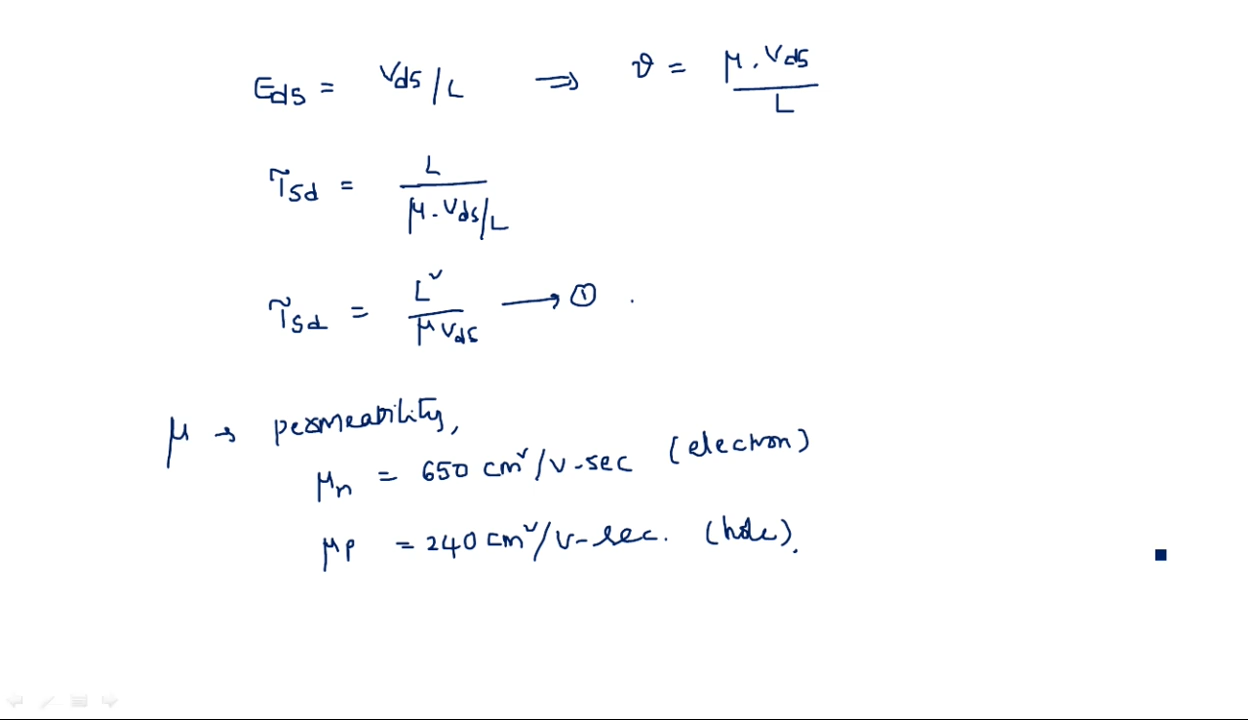 Eds = Vds/L ⇒ ϑ = μ.Vds/L
τsd = L/(μ.Vds/L)
τsd = L²/(μVds) → ①
μ → permeability,
μn = 650 cm²/v-sec (electron)
μp = 240 cm²/v-sec. (hole).